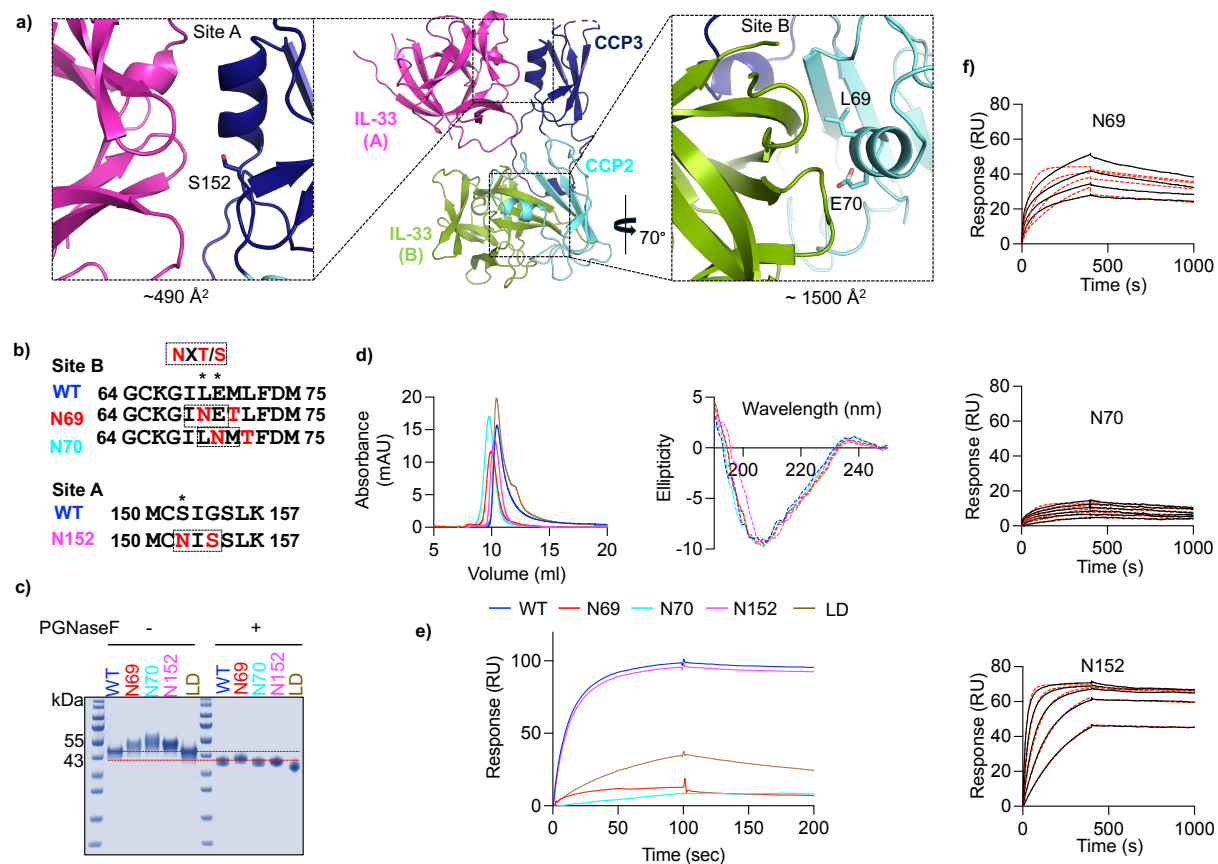 a)
Site A
S152
~490 Å²
CCP3
IL-33
(A)
CCP2
IL-33
(B)
70°
Site B
L69
E70
~ 1500 Å²
b)
NXT/S
Site B
* *
WT 64 GCKGILEMLFDM 75
N69 64 GCKGINETLFDM 75
N70 64 GCKGILNMTFDM 75
Site A
*
WT 150 MCSIGSLK 157
N152 150 MCNISSLK 157
c)
PGNaseF - +
WT N69 N70 N152 LD WT N69 N70 N152 LD
kDa
55
43
d)
Absorbance
(mAU)
20
15
10
5
0
5 10 15 20
Volume (ml)
Ellipticity
5
0
-5
-10
Wavelength (nm)
200 220 240
WT N69 N70 N152 LD
e)
Response (RU)
100
50
0
0 50 100 150 200
Time (sec)
f)
N69
Response (RU)
80
60
40
20
0
0 500 1000
Time (s)
N70
Response (RU)
80
60
40
20
0
0 500 1000
Time (s)
N152
Response (RU)
80
60
40
20
0
0 500 1000
Time (s)